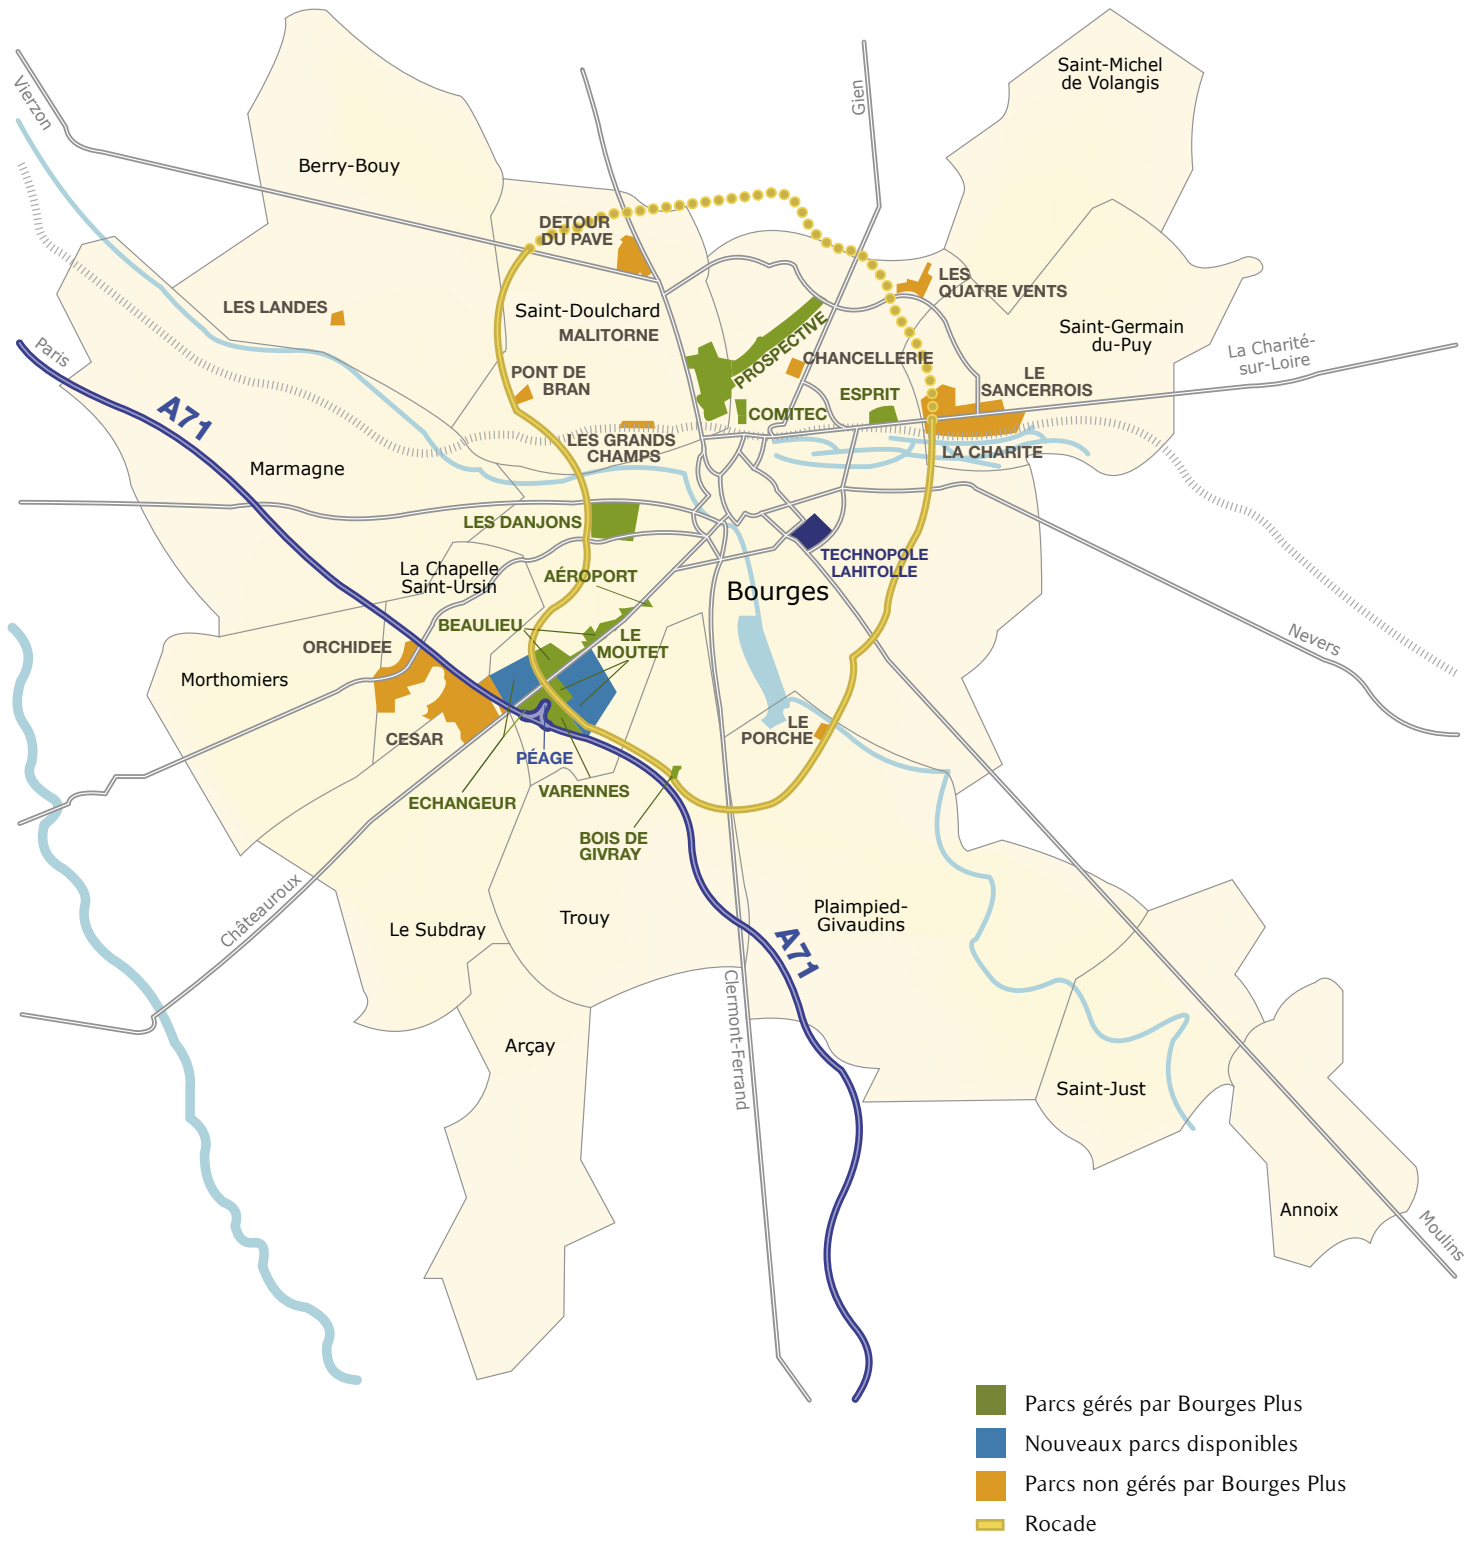 Saint-Michel
de Volangis
Vierzon
Gien
Berry-Bouy
DETOUR
DU PAVE
LES
QUATRE VENTS
LES LANDES
Saint-Doulchard
MALITORNE
PROSPECTIVE
Saint-Germain
du-Puy
La Charité-
sur-Loire
Paris
CHANCELLERIE
PONT DE
BRAN
LE
SANCERROIS
ESPRIT
COMITEC
A71
LES GRANDS
CHAMPS
LA CHARITE
Marmagne
LES DANJONS
TECHNOPOLE
LAHITOLLE
La Chapelle
Saint-Ursin
AÉROPORT
Bourges
BEAULIEU
LE
MOUTET
Nevers
ORCHIDEE
Morthomiers
CESAR
LE
PORCHE
PÉAGE
ECHANGEUR
VARENNES
BOIS DE
GIVRAY
Châteauroux
Le Subdray
Trouy
Plaimpied-
Givaudins
A71
Clermont-Ferrand
Arçay
Saint-Just
Annoix
Moulins
Parcs gérés par Bourges Plus
Nouveaux parcs disponibles
Parcs non gérés par Bourges Plus
Rocade